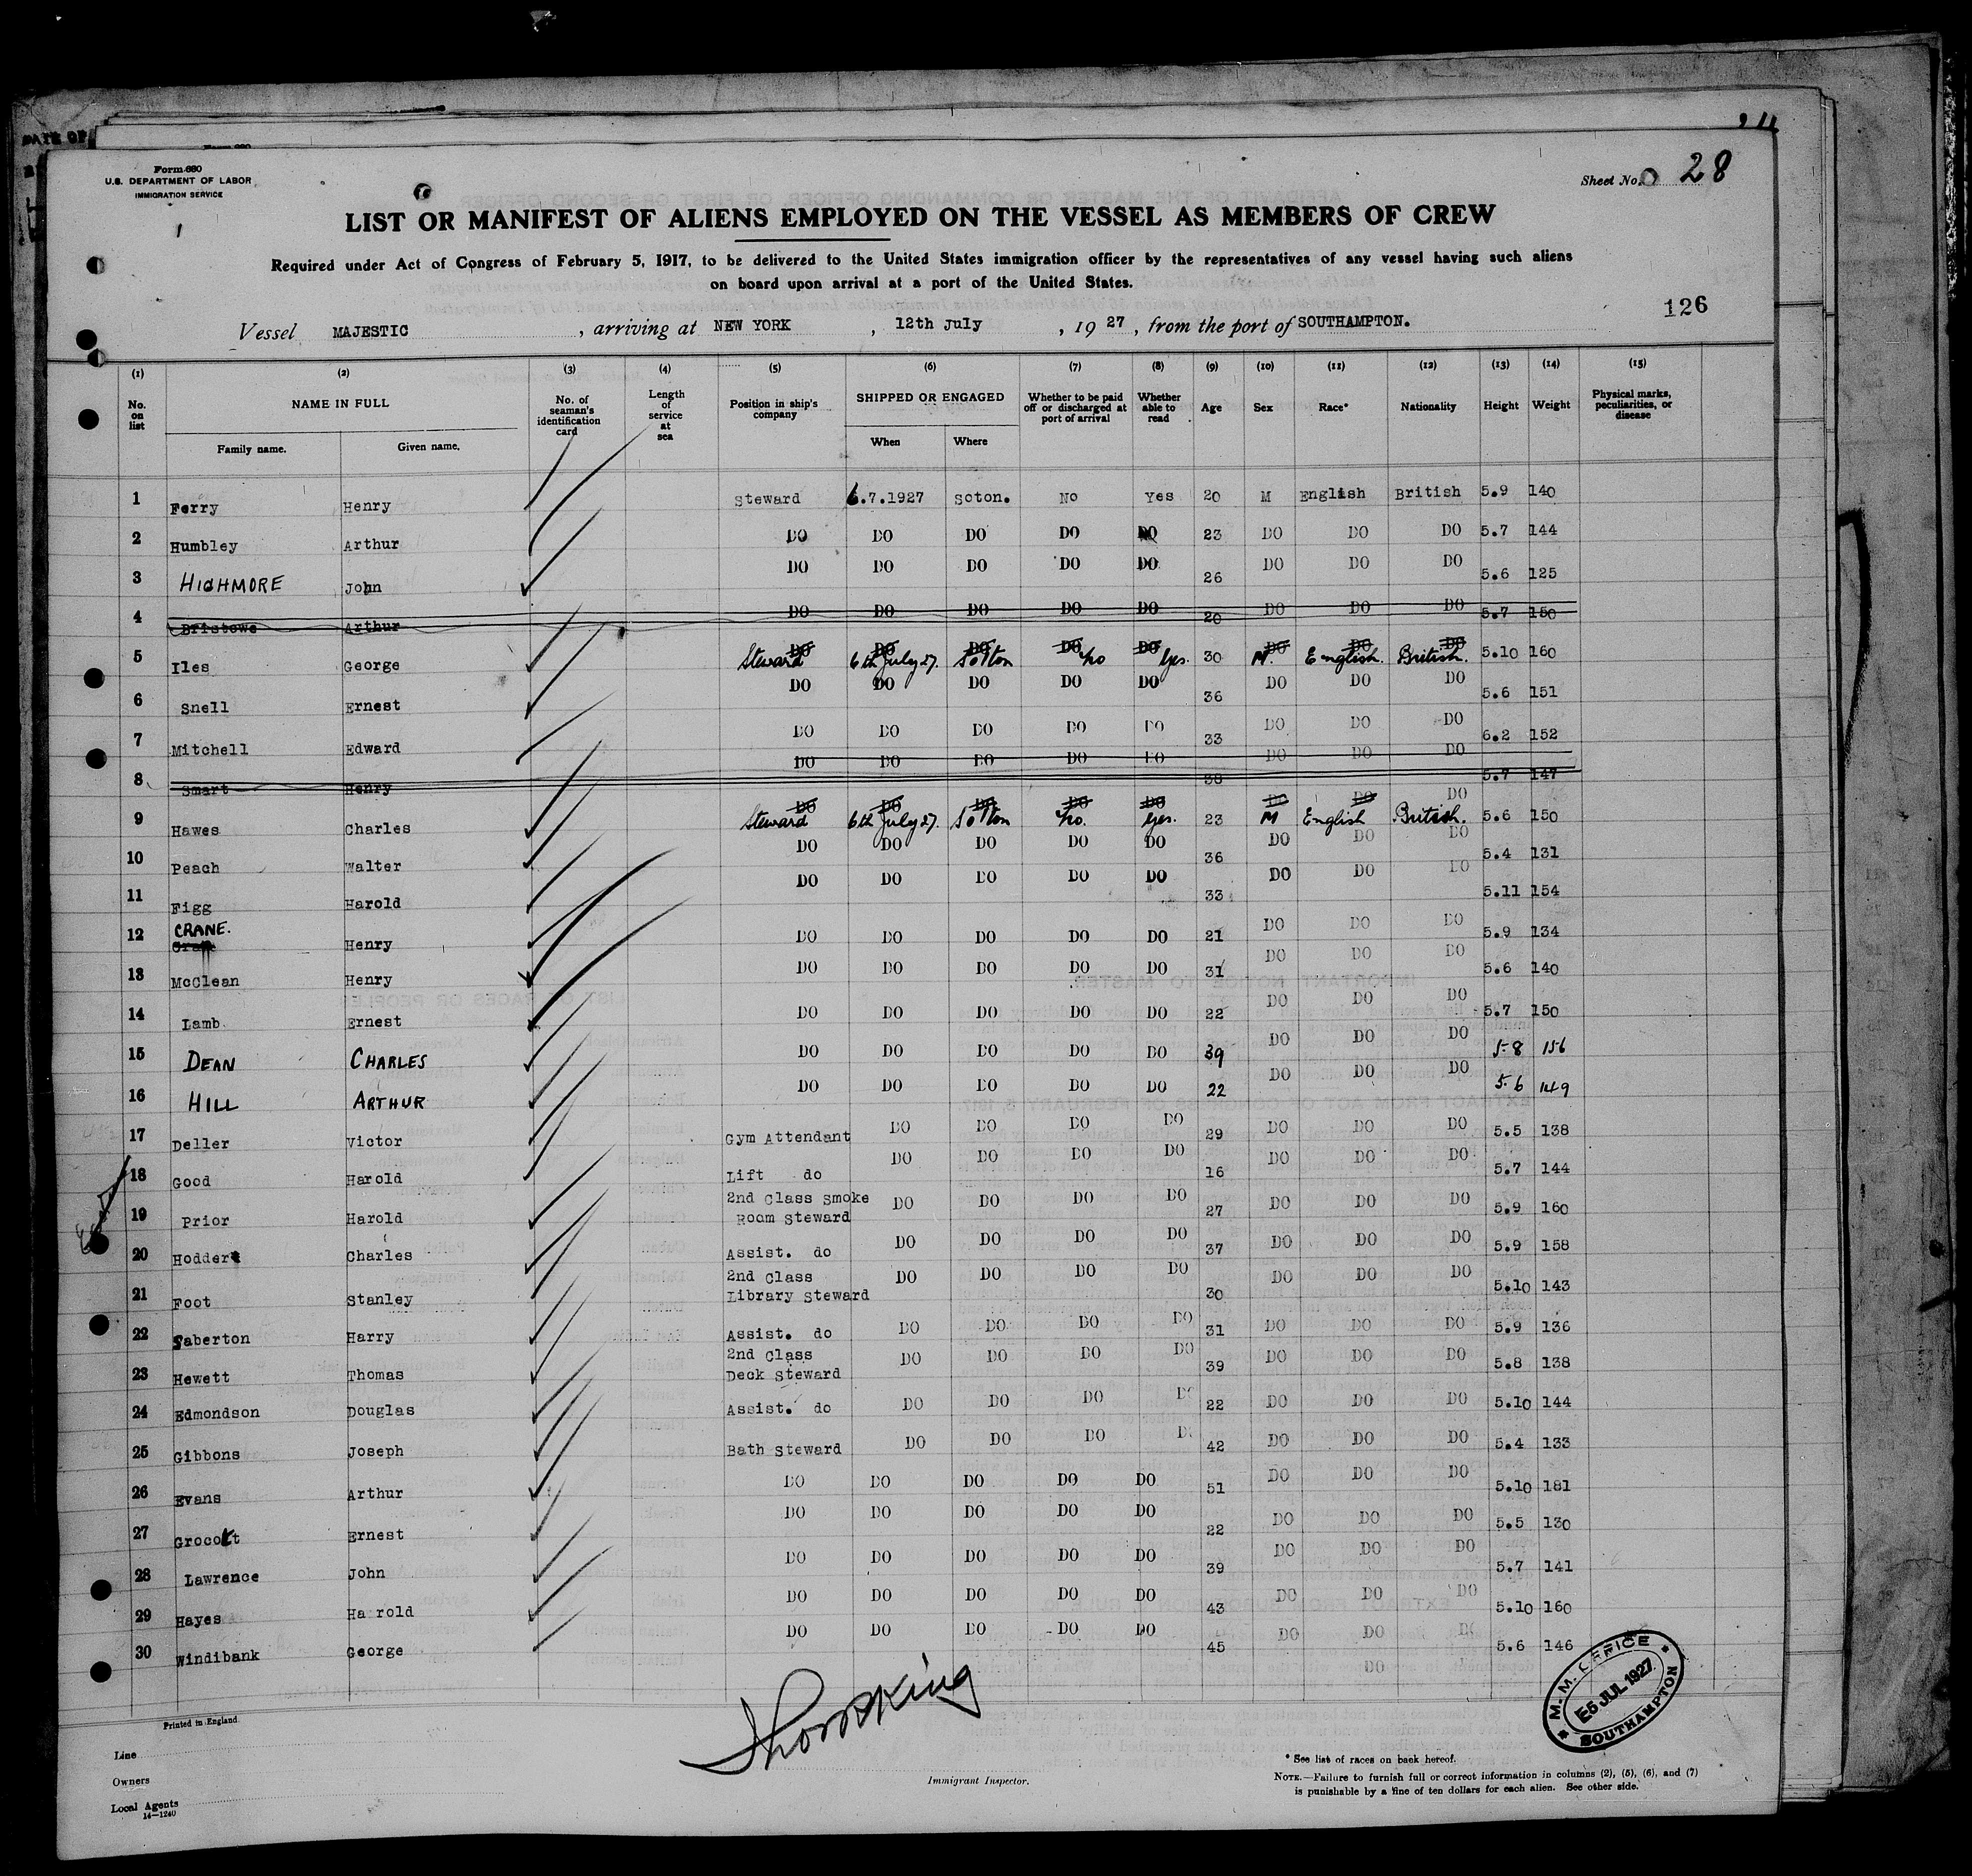 Form 680
U.S. DEPARTMENT OF LABOR
IMMIGRATION SERVICE
Sheet No. 28
LIST OR MANIFEST OF ALIENS EMPLOYED ON THE VESSEL AS MEMBERS OF CREW
Required under Act of Congress of February 5, 1917, to be delivered to the United States immigration officer by the representatives of any vessel having such aliens
on board upon arrival at a port of the United States.
126
Vessel MAJESTIC , arriving at NEW YORK , 12th July , 19 27 , from the port of SOUTHAMPTON.
(1) (2) (3) (4) (5) (6) (7) (8) (9) (10) (11) (12) (13) (14) (15)
No. on list NAME IN FULL Family name. Given name. No. of seaman's identification card Length of service at sea Position in ship's company SHIPPED OR ENGAGED When Where Whether to be paid off or discharged at port of arrival Whether able to read Age Sex Race* Nationality Height Weight Physical marks, peculiarities, or disease
1 Ferry Henry Steward 6.7.1927 Soton. No Yes 20 M English British 5.9 140
2 Humbley Arthur DO DO DO DO DO 23 DO DO DO 5.7 144
3 HIGHMORE John DO DO DO DO DO 26 DO DO DO 5.6 125
4 Bristowe Arthur DO DO DO DO DO 20 DO DO DO 5.7 150
5 Iles George Steward 6th July 27. So'ton No Yes. 30 M. English. British. 5.10 160
6 Snell Ernest DO DO DO DO DO 36 DO DO DO 5.6 151
7 Mitchell Edward DO DO DO DO DO 33 DO DO DO 6.2 152
8 Smart Henry DO DO DO DO DO 38 DO DO DO 5.7 147
9 Hawes Charles Steward 6th July 27. So'ton No. Yes. 23 M English British. 5.6 150
10 Peach Walter DO DO DO DO DO 36 DO DO DO 5.4 131
11 Figg Harold DO DO DO DO DO 33 DO DO DO 5.11 154
12 CRANE. Henry DO DO DO DO DO 21 DO DO DO 5.9 134
13 McClean Henry DO DO DO DO DO 31 DO DO DO 5.6 140
14 Lamb Ernest DO DO DO DO DO 22 DO DO DO 5.7 150
15 DEAN CHARLES DO DO DO DO DO 39 DO DO DO 5-8 156
16 HILL ARTHUR DO DO DO DO DO 22 DO DO DO 5.6 149
17 Deller Victor Gym Attendant DO DO DO DO 29 DO DO DO 5.5 138
18 Good Harold Lift do DO DO DO DO 16 DO DO DO 5.7 144
19 Prior Harold 2nd Class Smoke Room Steward DO DO DO DO 27 DO DO DO 5.9 160
20 Hodder Charles Assist. do DO DO DO DO 37 DO DO DO 5.9 158
21 Foot Stanley 2nd Class Library Steward DO DO DO DO 30 DO DO DO 5.10 143
22 Saberton Harry Assist. do DO DO DO DO 31 DO DO DO 5.9 136
23 Hewett Thomas 2nd Class Deck Steward DO DO DO DO 39 DO DO DO 5.8 138
24 Edmondson Douglas Assist. do DO DO DO DO 22 DO DO DO 5.10 144
25 Gibbons Joseph Bath Steward DO DO DO DO 42 DO DO DO 5.4 133
26 Evans Arthur DO DO DO DO DO 51 DO DO DO 5.10 181
27 Grocott Ernest DO DO DO DO DO 22 DO DO DO 5.5 130
28 Lawrence John DO DO DO DO DO 39 DO DO DO 5.7 141
29 Hayes Harold DO DO DO DO DO 43 DO DO DO 5.10 160
30 Windibank George DO DO DO DO DO 45 DO DO DO 5.6 146
DO
M. M. OFFICE
E5 JUL 1927
SOUTHAMPTON
Printed in England
Line
Owners
Local Agents
14—1240
Immigrant Inspector.
* See list of races on back hereof.
NOTE.—Failure to furnish full or correct information in columns (2), (5), (6), and (7)
is punishable by a fine of ten dollars for each alien. See other side.